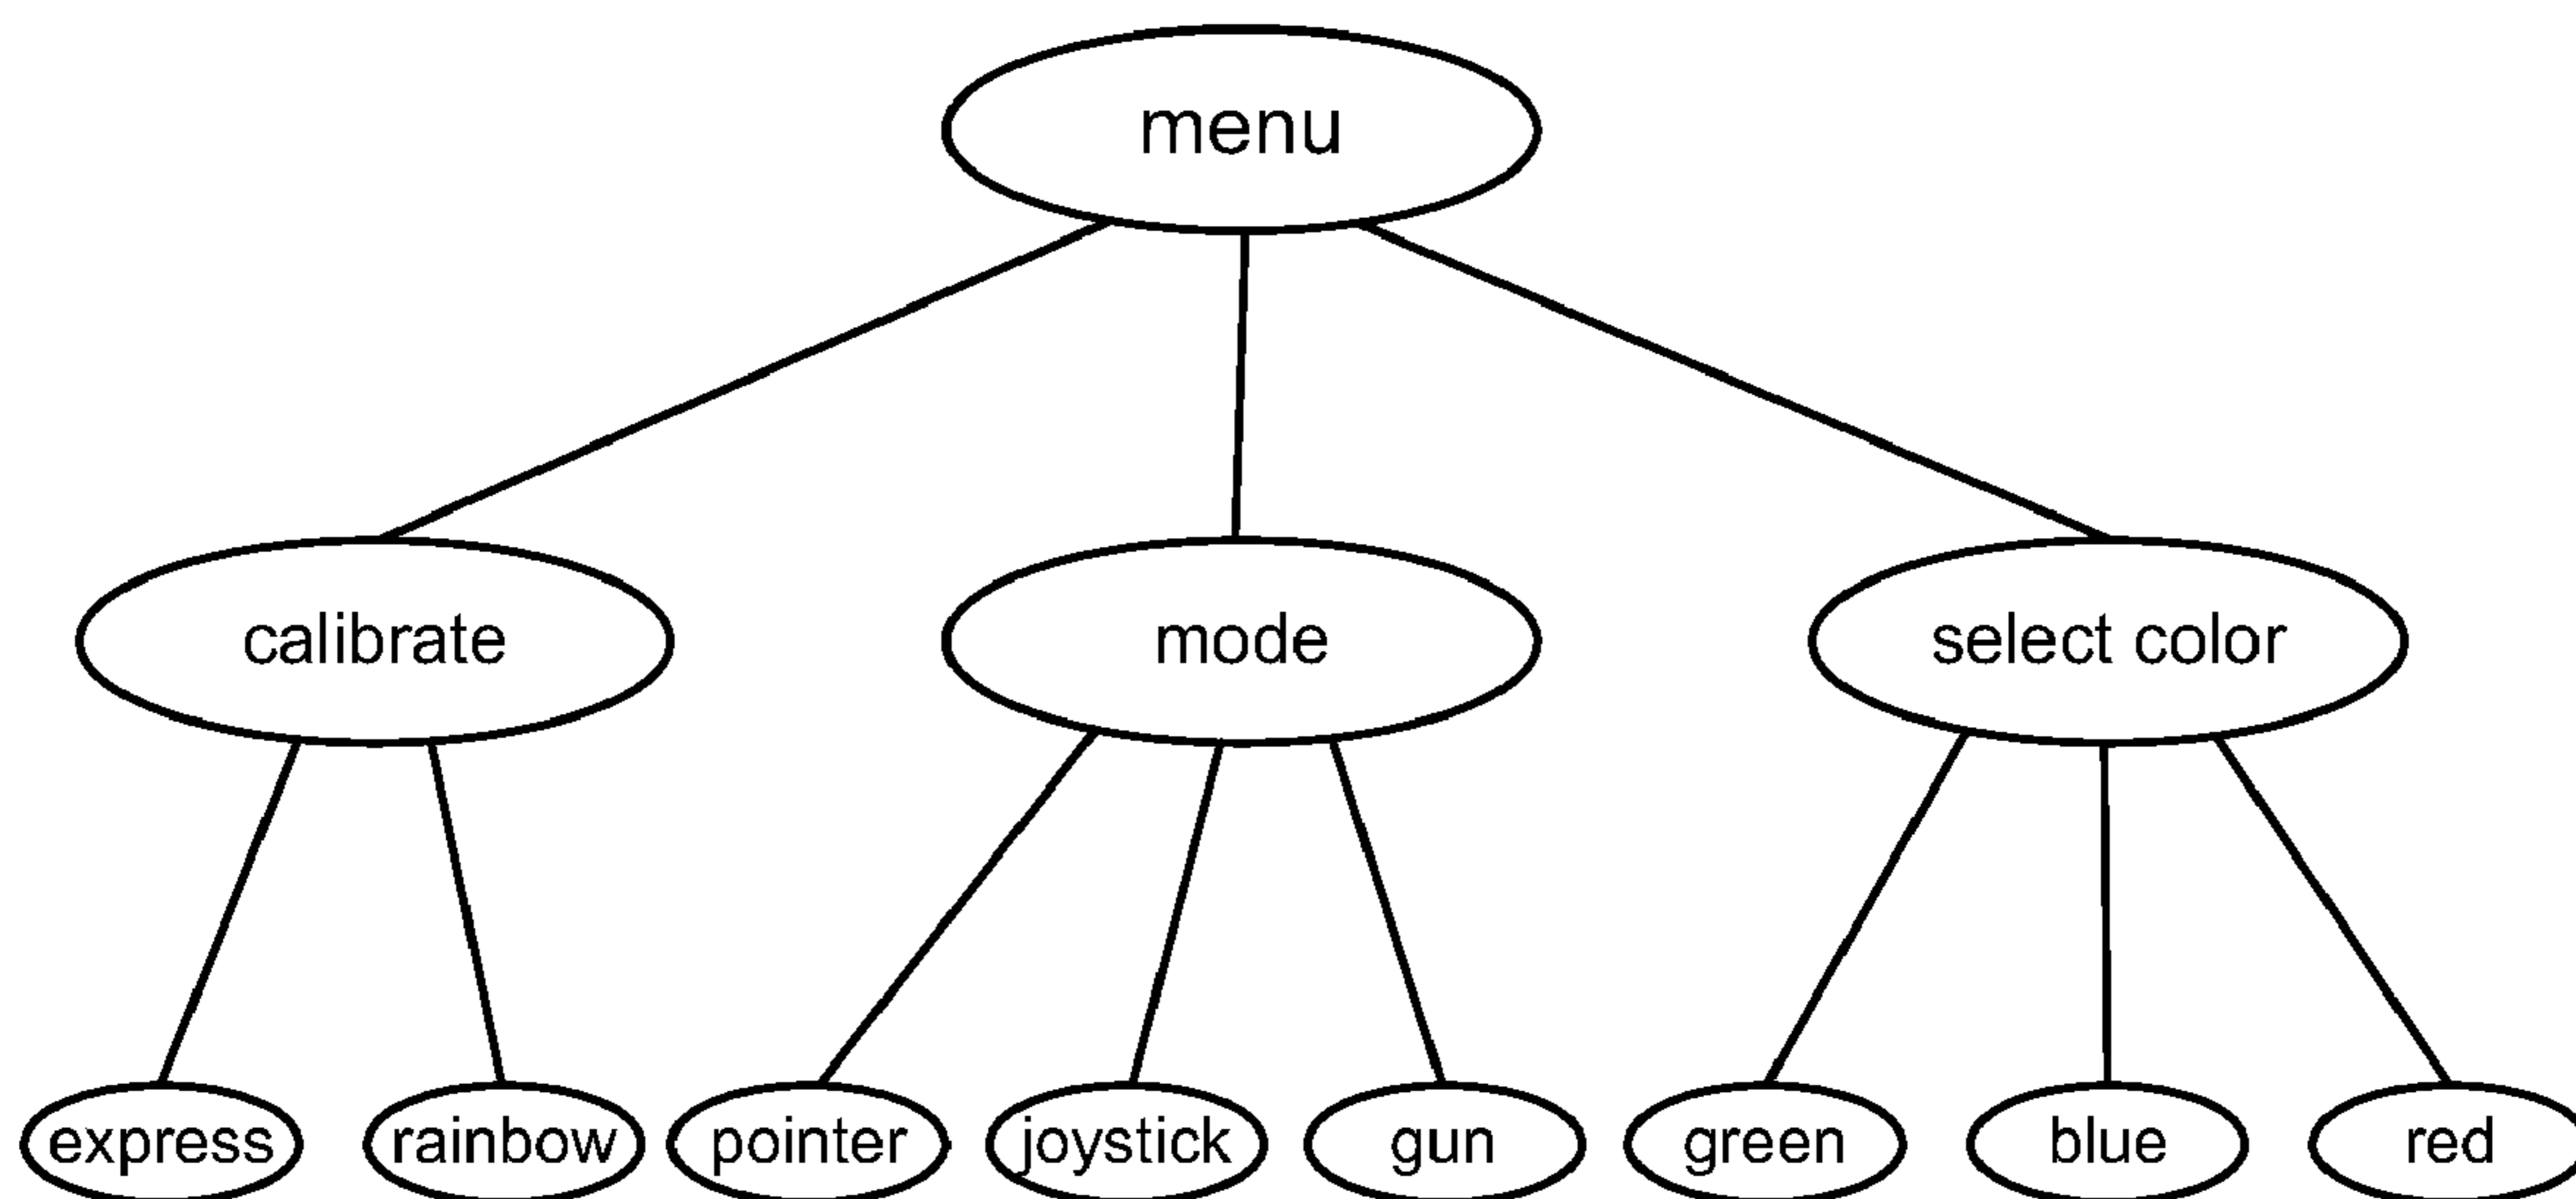 menu
calibrate
mode
select color
express
rainbow
pointer
joystick
gun
green
blue
red